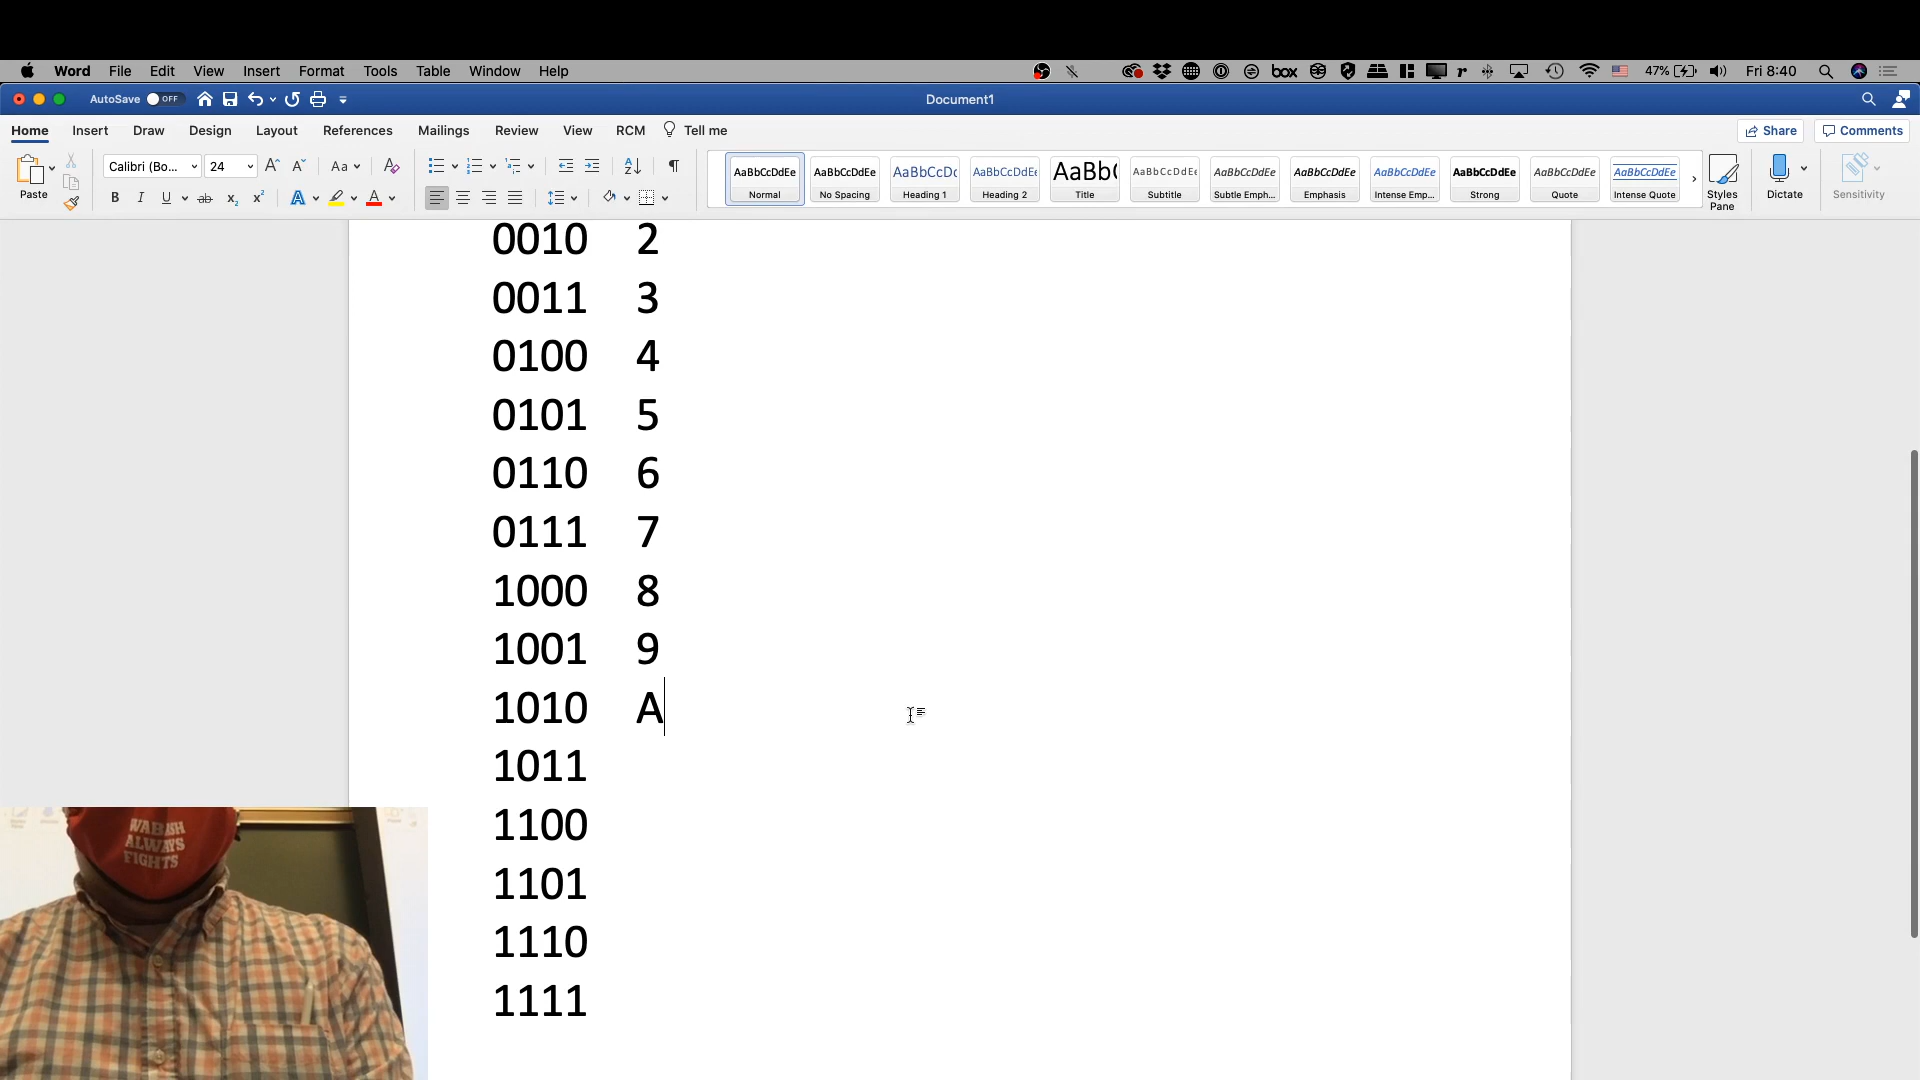 Word File Edit View Insert Format Tools Table Window Help box 47% Fri 8:40
AutoSave OFF Document1
Home Insert Draw Design Layout References Mailings Review View RCM Tell me Share Comments
Paste Calibri (Bo... 24 Aa
AaBbCcDdEe AaBbCcDdEe AaBbCcDc AaBbCcDdEe AaBb( AaBbCcDdEe AaBbCcDdEe AaBbCcDdEe AaBbCcDdEe AaBbCcDdEe AaBbCcDdEe AaBbCcDdEe
Normal No Spacing Heading 1 Heading 2 Title Subtitle Subtle Emph... Emphasis Intense Emp... Strong Quote Intense Quote
Styles Pane Dictate Sensitivity
0010 2
0011 3
0100 4
0101 5
0110 6
0111 7
1000 8
1001 9
1010 A
1011
1100
1101
1110
1111
WABASH
ALWAYS
FIGHTS